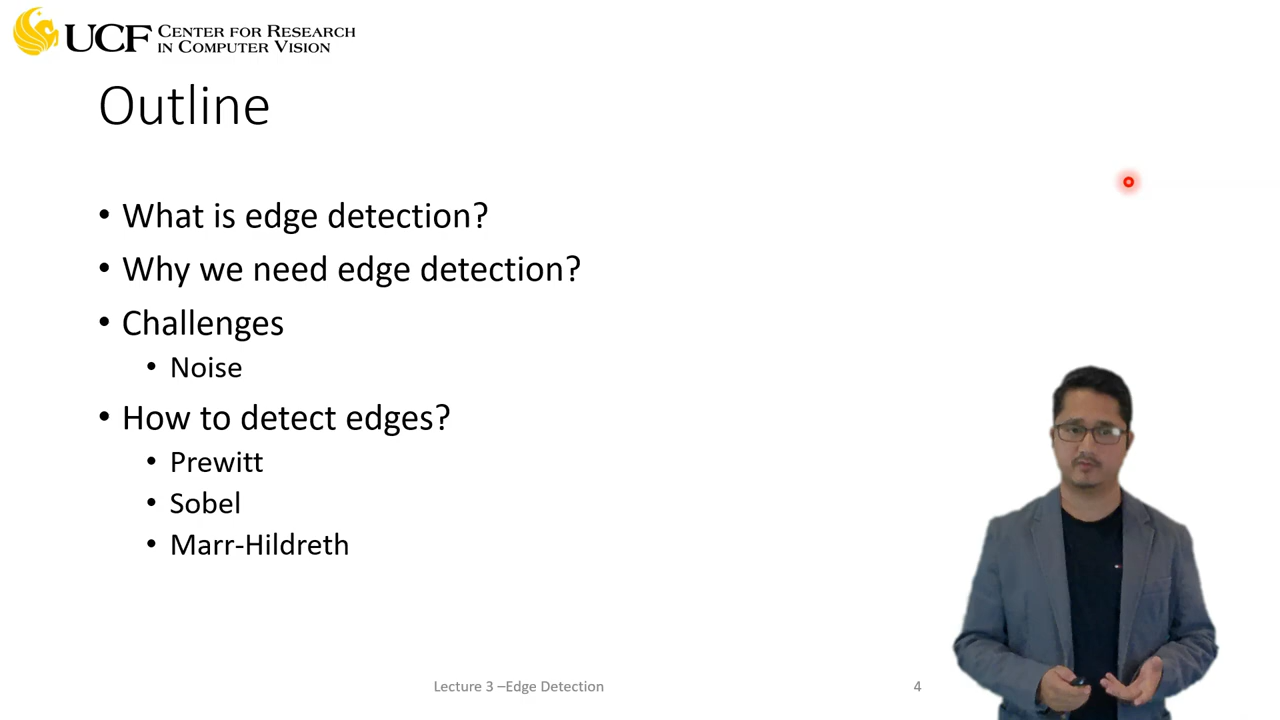 UCF CENTER FOR RESEARCH
IN COMPUTER VISION
Outline
• What is edge detection?
• Why we need edge detection?
• Challenges
• Noise
• How to detect edges?
• Prewitt
• Sobel
• Marr-Hildreth
Lecture 3 –Edge Detection
4